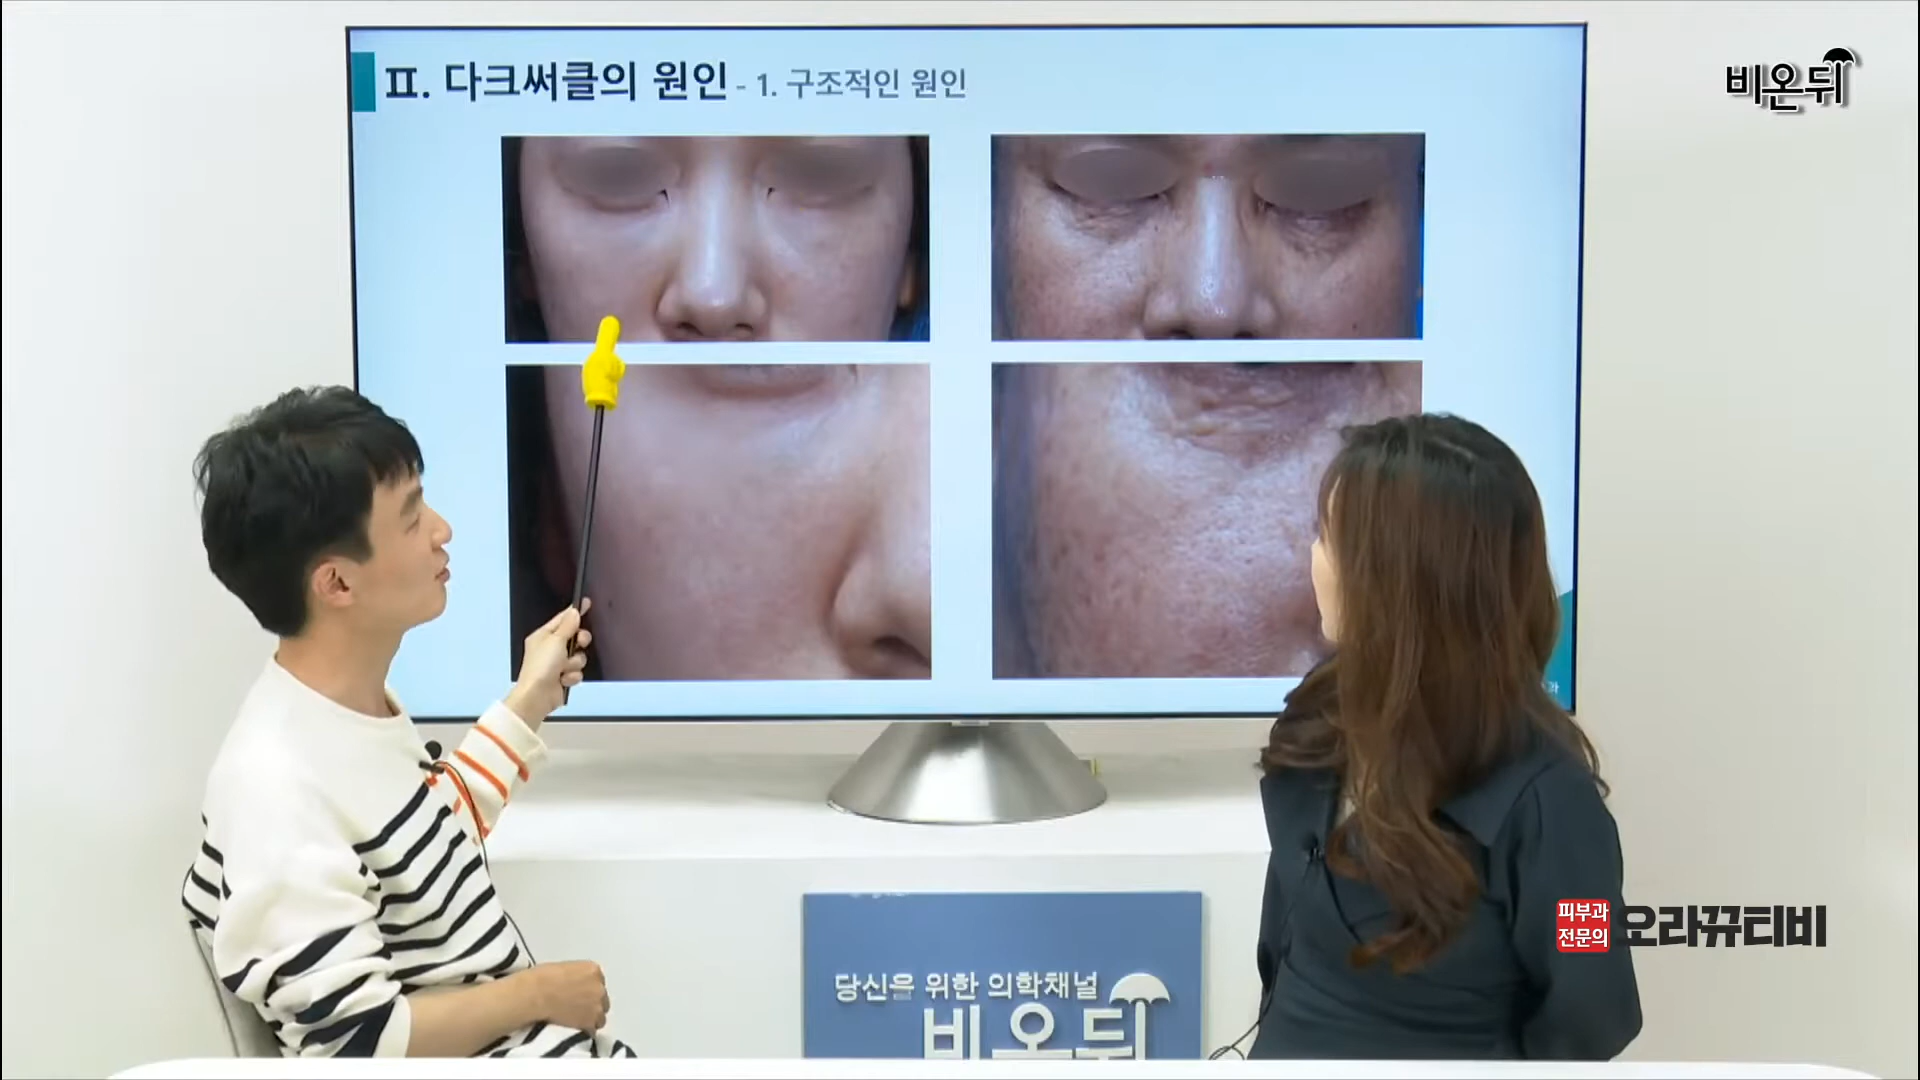 Ⅱ. 다크써클의 원인 - 1. 구조적인 원인
비온뒤
피부과
전문의
오라뀨티비
당신을 위한 의학채널
비온뒤